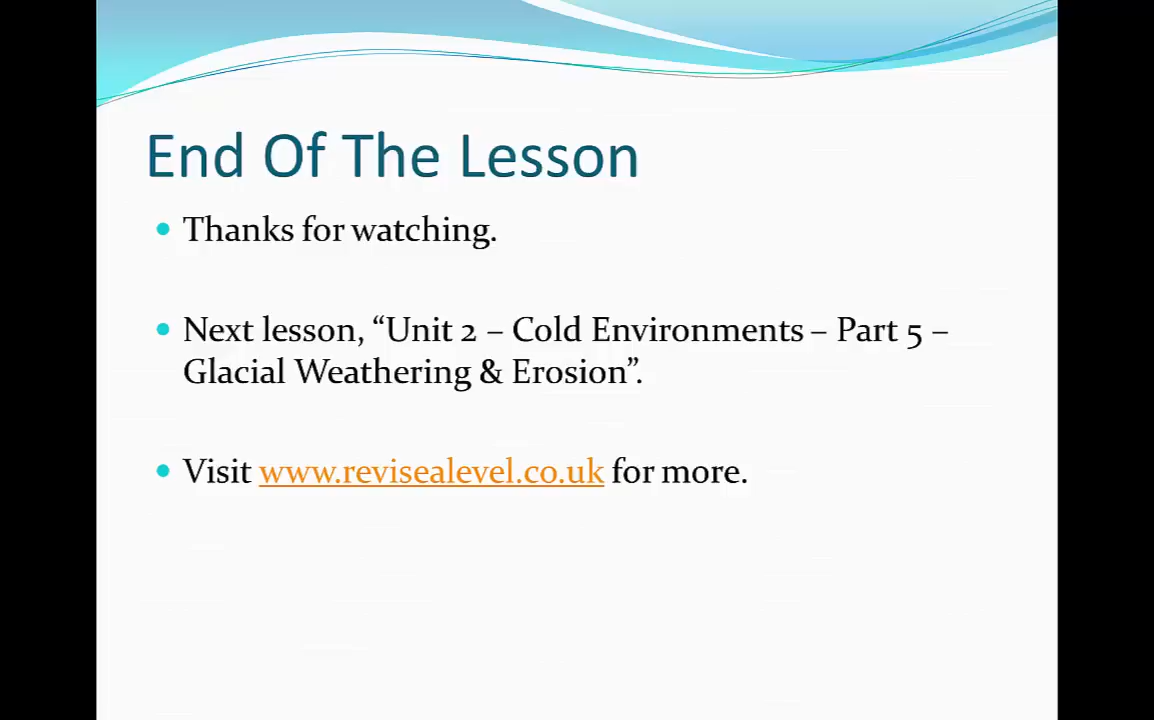 End Of The Lesson
Thanks for watching.
Next lesson, “Unit 2 – Cold Environments – Part 5 –
Glacial Weathering & Erosion”.
Visit www.revisealevel.co.uk for more.